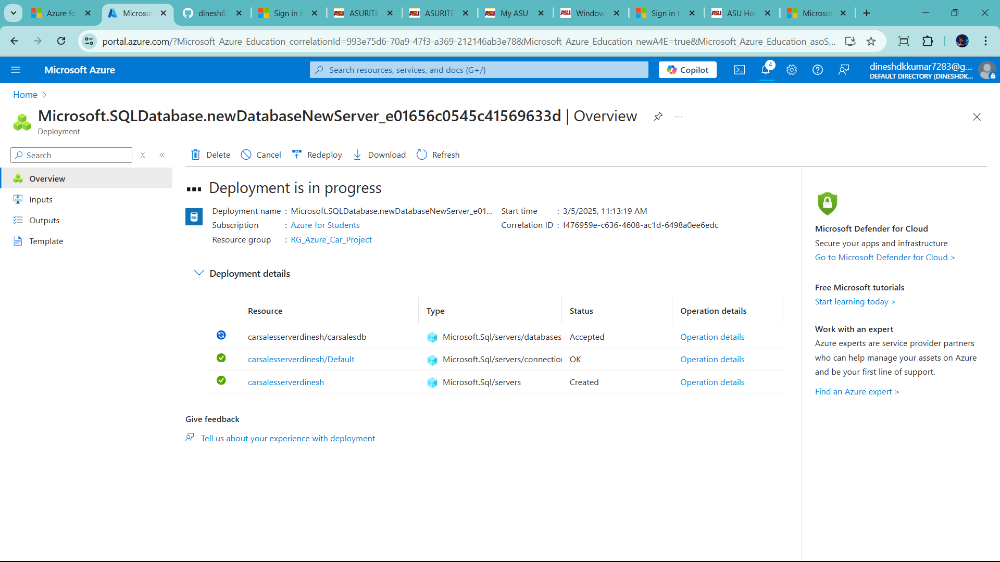 Azure fo
Microsof
dinesh63
Sign in t
ASURITE
ASURITE
My ASU
Window
Sign in t
ASU Hor
Microsof
portal.azure.com/?Microsoft_Azure_Education_correlationId=993e75d6-70a9-47f3-a369-212146ab3e78&Microsoft_Azure_Education_newA4E=true&Microsoft_Azure_Education_asoS...
Microsoft Azure
Search resources, services, and docs (G+/)
Copilot
4
dineshdkkumar7283@g...
DEFAULT DIRECTORY (DINESHDK...
Home
Microsoft.SQLDatabase.newDatabaseNewServer_e01656c0545c41569633d | Overview
Deployment
Search
Delete
Cancel
Redeploy
Download
Refresh
Overview
Inputs
Outputs
Template
Deployment is in progress
Deployment name : Microsoft.SQLDatabase.newDatabaseNewServer_e01...
Subscription : Azure for Students
Resource group : RG_Azure_Car_Project
Start time : 3/5/2025, 11:13:19 AM
Correlation ID : f476959e-c636-4608-ac1d-6498a0ee6edc
Deployment details
Resource Type Status Operation details
carsalesserverdinesh/carsalesdb Microsoft.Sql/servers/databases Accepted Operation details
carsalesserverdinesh/Default Microsoft.Sql/servers/connection OK Operation details
carsalesserverdinesh Microsoft.Sql/servers Created Operation details
Give feedback
Tell us about your experience with deployment
Microsoft Defender for Cloud
Secure your apps and infrastructure
Go to Microsoft Defender for Cloud >
Free Microsoft tutorials
Start learning today >
Work with an expert
Azure experts are service provider partners
who can help manage your assets on Azure
and be your first line of support.
Find an Azure expert >